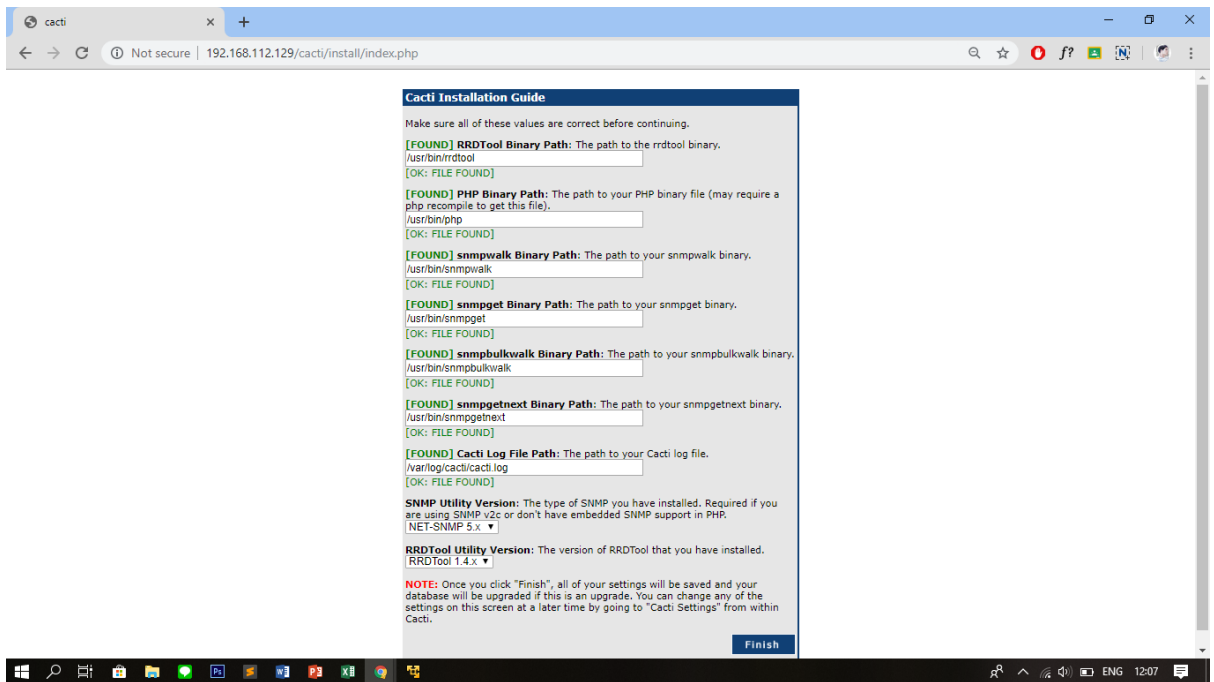 cacti
Not secure
192.168.112.129/cacti/install/index.php
f?
N
Cacti Installation Guide
Make sure all of these values are correct before continuing.
[FOUND] RRDTool Binary Path: The path to the rrdtool binary.
/usr/bin/rrdtool
[OK: FILE FOUND]
[FOUND] PHP Binary Path: The path to your PHP binary file (may require a
php recompile to get this file).
/usr/bin/php
[OK: FILE FOUND]
[FOUND] snmpwalk Binary Path: The path to your snmpwalk binary.
/usr/bin/snmpwalk
[OK: FILE FOUND]
[FOUND] snmpget Binary Path: The path to your snmpget binary.
/usr/bin/snmpget
[OK: FILE FOUND]
[FOUND] snmpbulkwalk Binary Path: The path to your snmpbulkwalk binary.
/usr/bin/snmpbulkwalk
[OK: FILE FOUND]
[FOUND] snmpgetnext Binary Path: The path to your snmpgetnext binary.
/usr/bin/snmpgetnext
[OK: FILE FOUND]
[FOUND] Cacti Log File Path: The path to your Cacti log file.
/var/log/cacti/cacti.log
[OK: FILE FOUND]
SNMP Utility Version: The type of SNMP you have installed. Required if you
are using SNMP v2c or don't have embedded SNMP support in PHP.
NET-SNMP 5.x
RRDTool Utility Version: The version of RRDTool that you have installed.
RRDTool 1.4.x
NOTE: Once you click "Finish", all of your settings will be saved and your
database will be upgraded if this is an upgrade. You can change any of the
settings on this screen at a later time by going to "Cacti Settings" from within
Cacti.
Finish
Ps
ENG
12:07